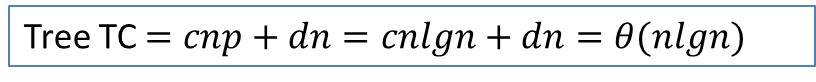 Tree TC = cnp + dn = cnlgn + dn = θ(nlgn)